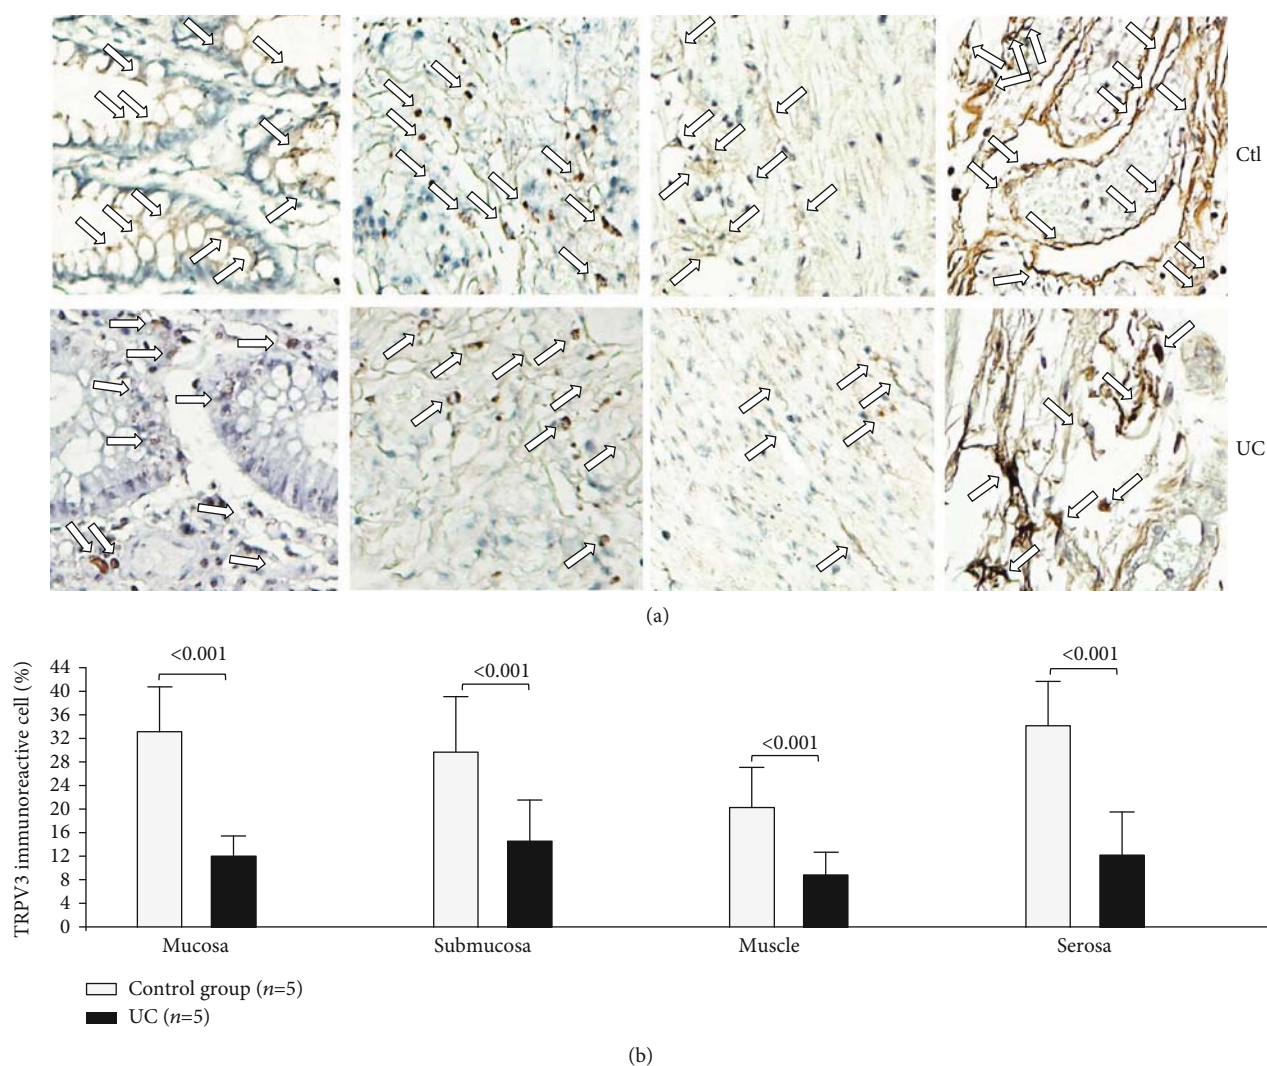 Ctl
UC
(a)
TRPV3 immunoreactive cell (%)
44
40
36
32
28
24
20
16
12
8
4
0
<0.001
<0.001
<0.001
<0.001
Mucosa
Submucosa
Muscle
Serosa
Control group (n=5)
UC (n=5)
(b)